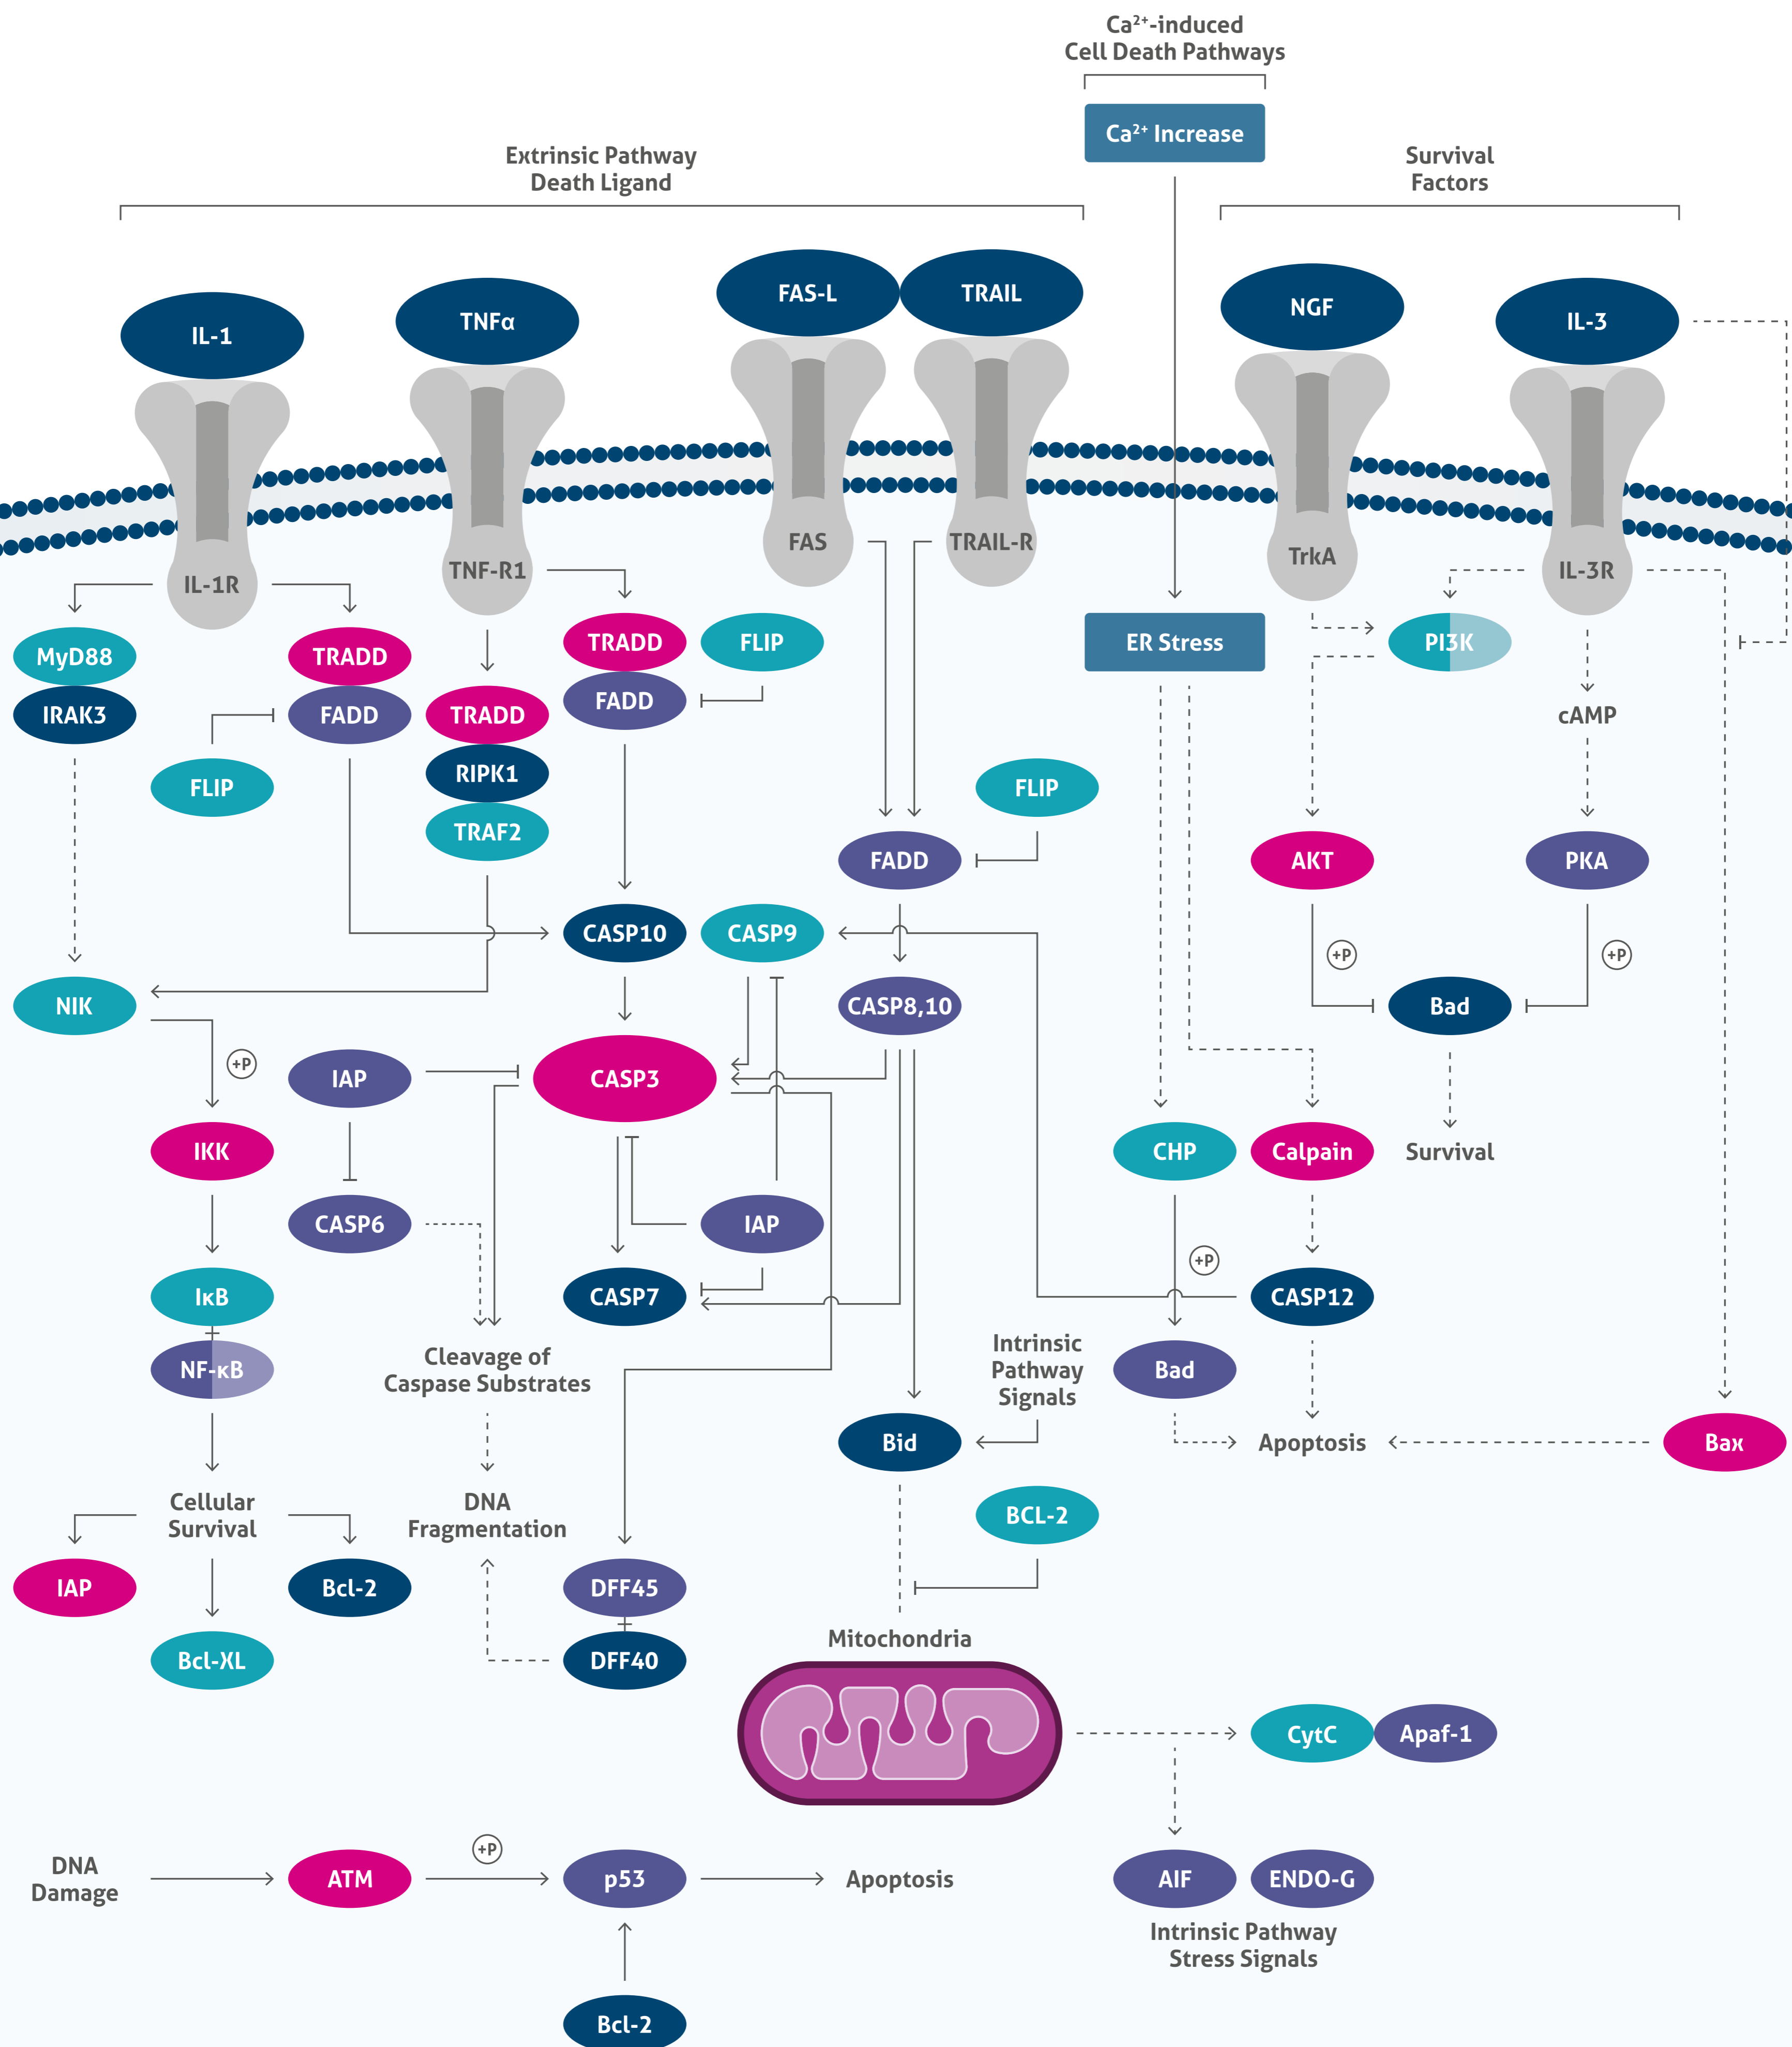 Ca²⁺-induced
Cell Death Pathways
Ca²⁺ Increase
Extrinsic Pathway
Death Ligand
Survival
Factors
IL-1
TNFα
FAS-L
TRAIL
NGF
IL-3
IL-1R
TNF-R1
FAS
TRAIL-R
TrkA
IL-3R
MyD88
IRAK3
TRADD
FADD
FLIP
TRADD
RIPK1
TRAF2
TRADD
FADD
FLIP
ER Stress
PI3K
cAMP
FLIP
FADD
AKT
PKA
CASP10
CASP9
+P
+P
NIK
CASP8,10
Bad
+P
IAP
CASP3
IKK
CHP
Calpain
Survival
CASP6
IAP
+P
IκB
CASP7
CASP12
NF-κB
Cleavage of
Caspase Substrates
Intrinsic
Pathway
Signals
Bad
Bid
Apoptosis
Bax
Cellular
Survival
DNA
Fragmentation
BCL-2
IAP
Bcl-2
DFF45
Bcl-XL
DFF40
Mitochondria
CytC
Apaf-1
DNA
Damage
ATM
+P
p53
Apoptosis
AIF
ENDO-G
Intrinsic Pathway
Stress Signals
Bcl-2